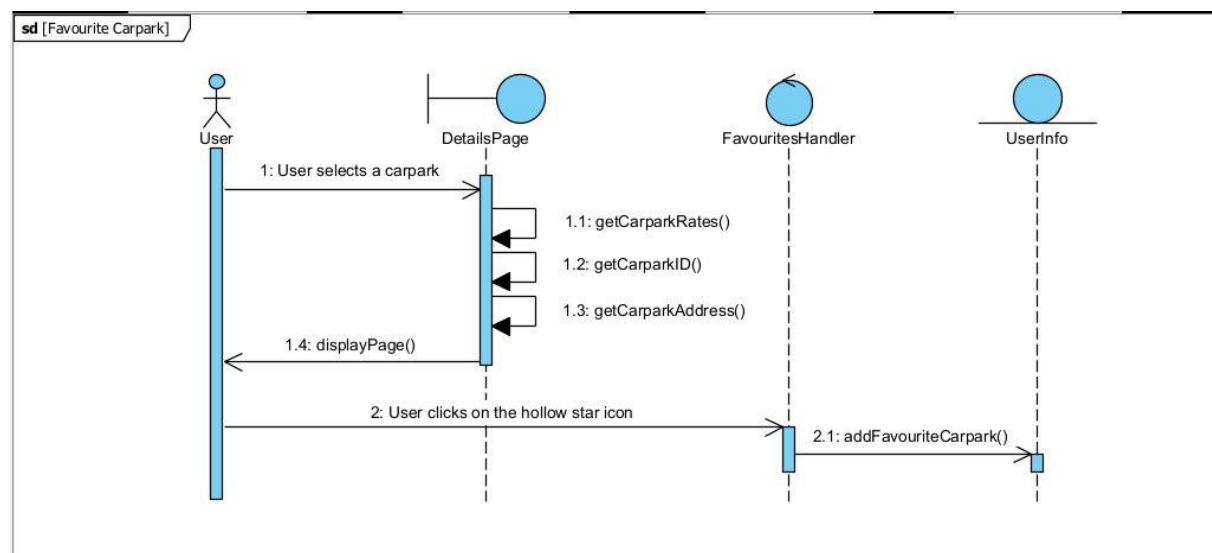 sd [Favourite Carpark]
User
DetailsPage
FavouritesHandler
UserInfo
1: User selects a carpark
1.1: getCarparkRates()
1.2: getCarparkID()
1.3: getCarparkAddress()
1.4: displayPage()
2: User clicks on the hollow star icon
2.1: addFavouriteCarpark()